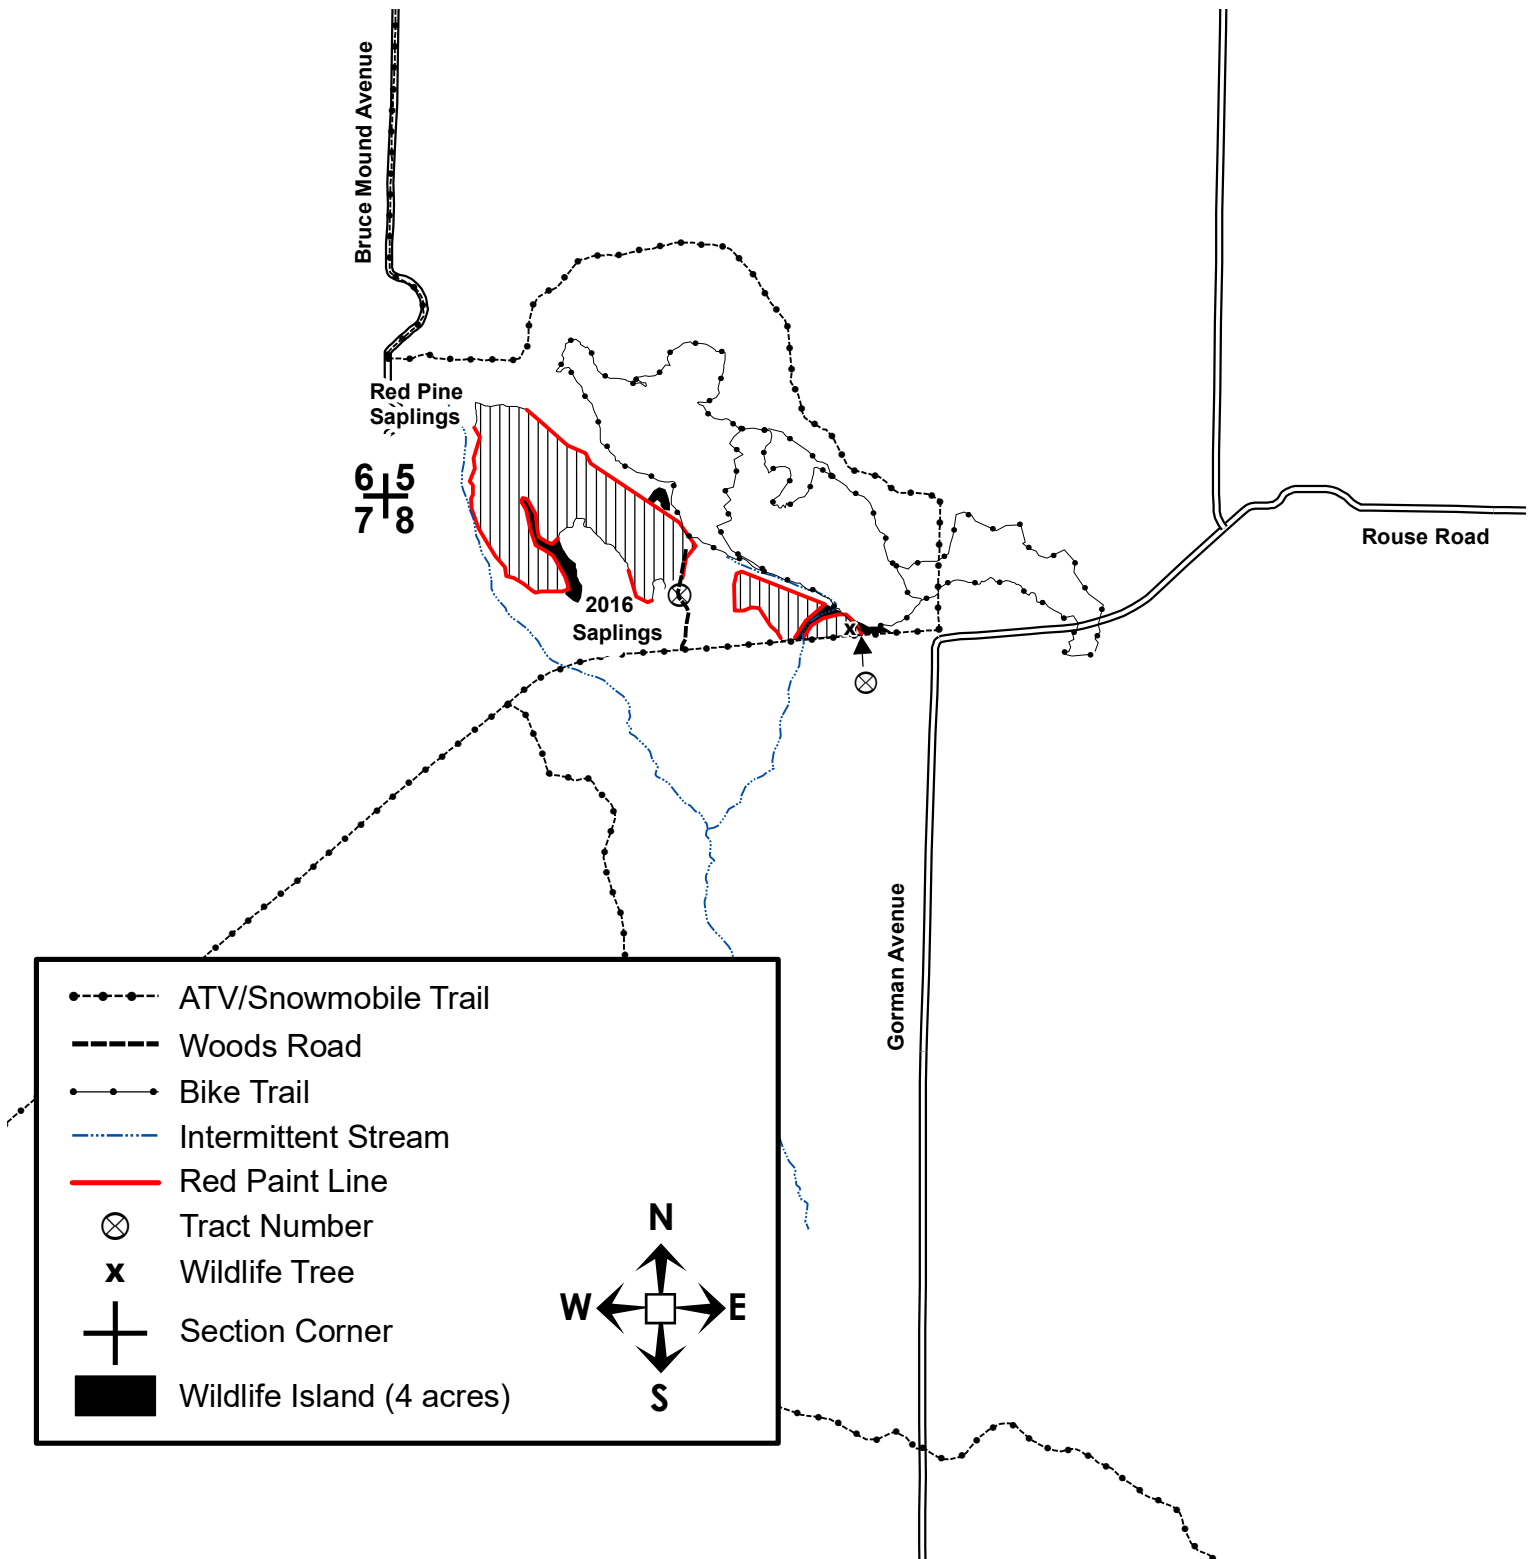 Bruce Mound Avenue
Red Pine
Saplings
6 5
7 8
Rouse Road
2016
Saplings
x
Gorman Avenue
ATV/Snowmobile Trail
Woods Road
Bike Trail
Intermittent Stream
Red Paint Line
Tract Number
x Wildlife Tree
Section Corner
Wildlife Island (4 acres)
N
W E
S